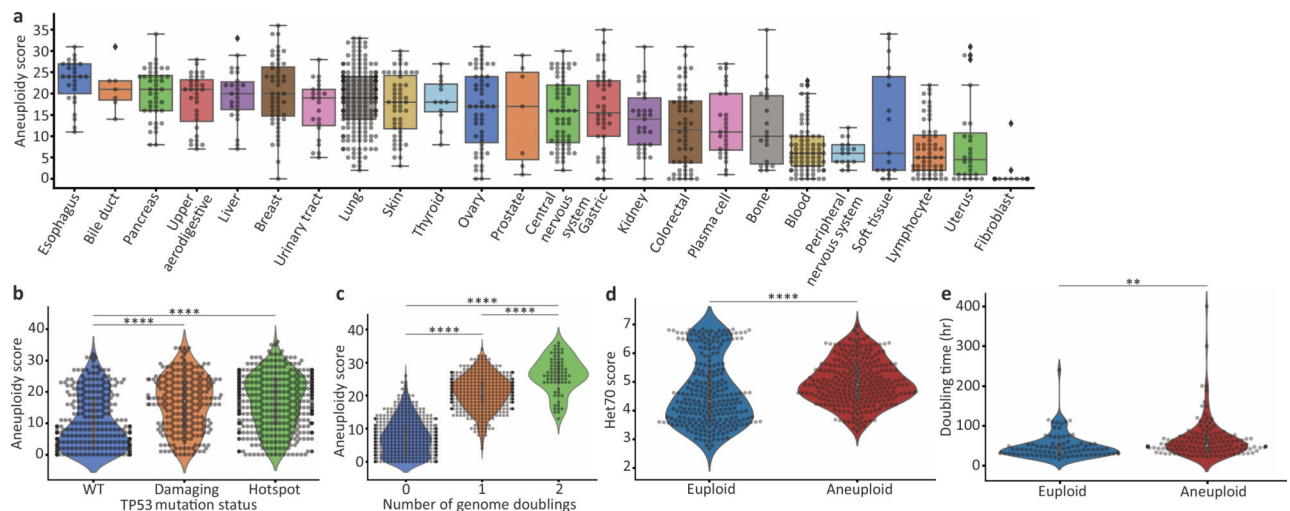 a
Aneuploidy score
35
30
25
20
15
10
5
0
Esophagus
Bile duct
Pancreas
Upper
aerodigestive
Liver
Breast
Urinary tract
Lung
Skin
Thyroid
Ovary
Prostate
Central
nervous
system
Gastric
Kidney
Colorectal
Plasma cell
Bone
Blood
Peripheral
nervous system
Soft tissue
Lymphocyte
Uterus
Fibroblast
b
Aneuploidy score
40
30
20
10
0
****
****
WT
Damaging
Hotspot
TP53 mutation status
c
Aneuploidy score
40
30
20
10
0
****
****
****
0
1
2
Number of genome doublings
d
Het70 score
7
6
5
4
3
2
****
Euploid
Aneuploid
e
Doubling time (hr)
400
300
200
100
0
**
Euploid
Aneuploid